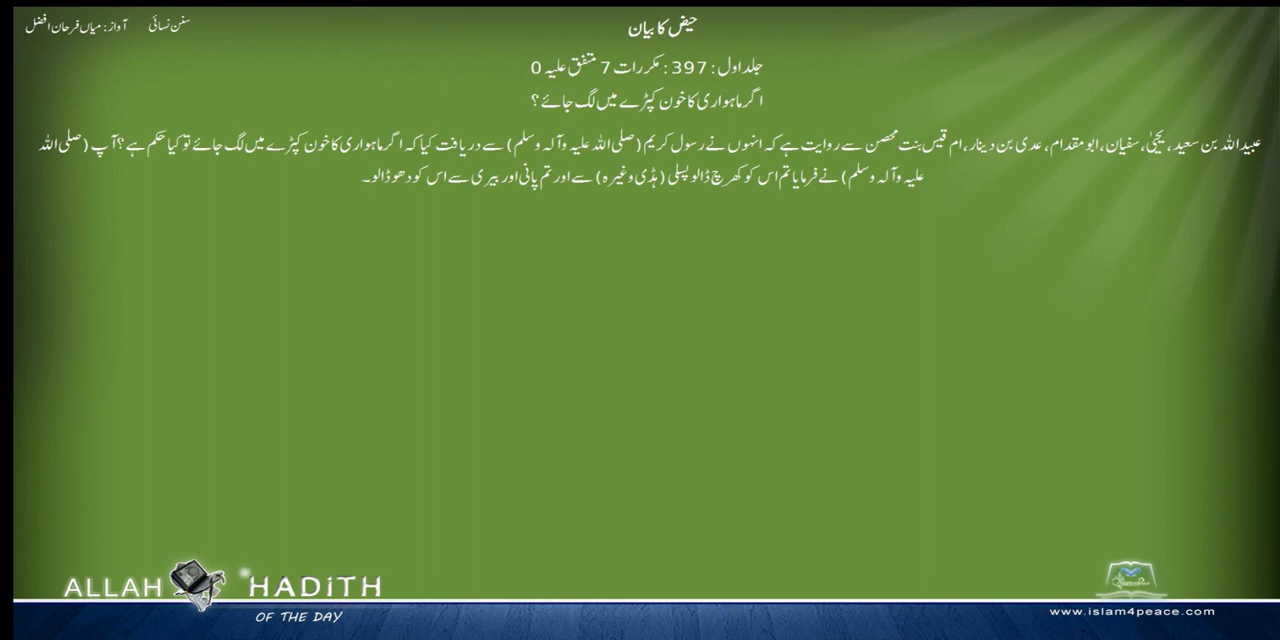 سنن نسائی آواز: میاں فرحان افضل
حیض کا بیان
جلد اول : 397 : مکررات 7 متفق علیہ 0
اگر ماہواری کا خون کپڑے میں لگ جائے ؟
عبیداللہ بن سعید، یحییٰ، سفیان، ابو مقدام، عدی بن دینار، ام قیس بنت محصن سے روایت ہے کہ انہوں نے رسول کریم (صلی اللہ علیہ وآلہ وسلم) سے دریافت کیا کہ اگر ماہواری کا خون کپڑے میں لگ جائے تو کیا حکم ہے؟ آپ (صلی اللہ
علیہ وآلہ وسلم) نے فرمایا تم اس کو کھرچ ڈالو پسلی (ہڈی وغیرہ) سے اور تم پانی اور بیری سے اس کو دھو ڈالو۔
ALLAH HADiTH
OF THE DAY
www.islam4peace.com